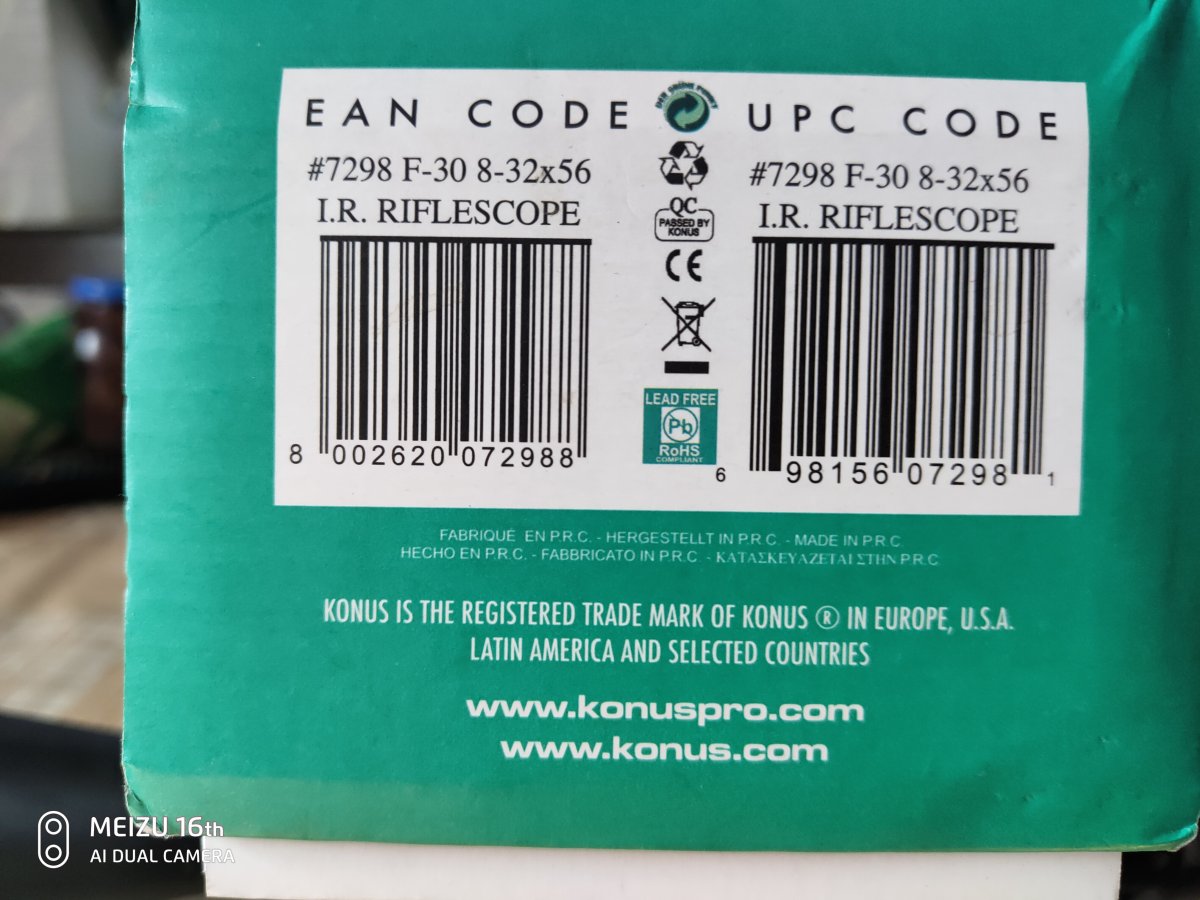 EAN CODE
#7298 F-30 8-32x56
I.R. RIFLESCOPE
8 002620 072988
DER GRÜNE PUNKT
QC
PASSED BY
KONUS
CE
LEAD FREE
Pb
RoHS
COMPLIANT
UPC CODE
#7298 F-30 8-32x56
I.R. RIFLESCOPE
6 98156 07298 1
FABRIQUÉ EN P.R.C. - HERGESTELLT IN P.R.C. - MADE IN P.R.C.
HECHO EN P.R.C. - FABBRICATO IN P.R.C. - ΚΑΤΑΣΚΕΥΑΖΕΤΑΙ ΣΤΗΝ P.R.C.
KONUS IS THE REGISTERED TRADE MARK OF KONUS ® IN EUROPE, U.S.A.
LATIN AMERICA AND SELECTED COUNTRIES
www.konuspro.com
www.konus.com
MEIZU 16th
AI DUAL CAMERA